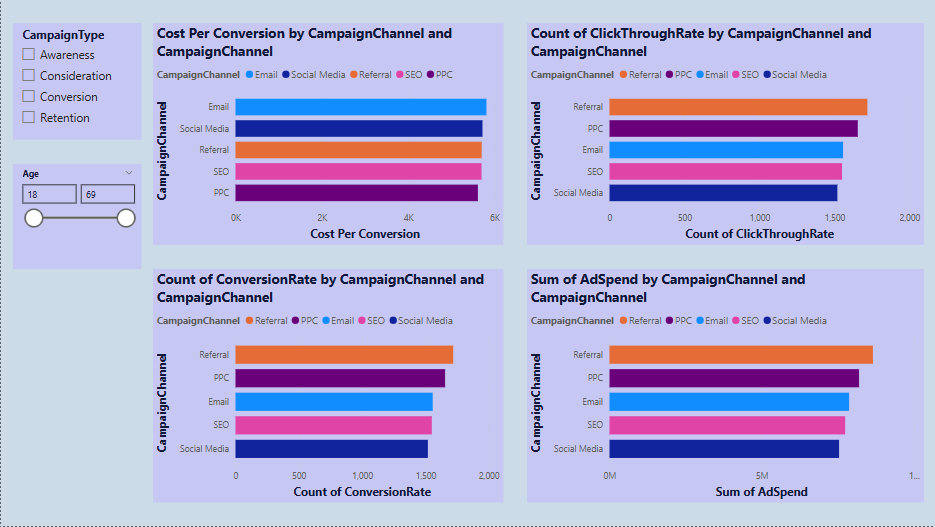 CampaignType
Awareness
Consideration
Conversion
Retention
Age
18 69
Cost Per Conversion by CampaignChannel and
CampaignChannel
CampaignChannel Email Social Media Referral SEO PPC
CampaignChannel
Email
Social Media
Referral
SEO
PPC
0K 2K 4K 6K
Cost Per Conversion
Count of ClickThroughRate by CampaignChannel and
CampaignChannel
CampaignChannel Referral PPC Email SEO Social Media
CampaignChannel
Referral
PPC
Email
SEO
Social Media
0 500 1,000 1,500 2,000
Count of ClickThroughRate
Count of ConversionRate by CampaignChannel and
CampaignChannel
CampaignChannel Referral PPC Email SEO Social Media
CampaignChannel
Referral
PPC
Email
SEO
Social Media
0 500 1,000 1,500 2,000
Count of ConversionRate
Sum of AdSpend by CampaignChannel and
CampaignChannel
CampaignChannel Referral PPC Email SEO Social Media
CampaignChannel
Referral
PPC
Email
SEO
Social Media
0M 5M 1...
Sum of AdSpend